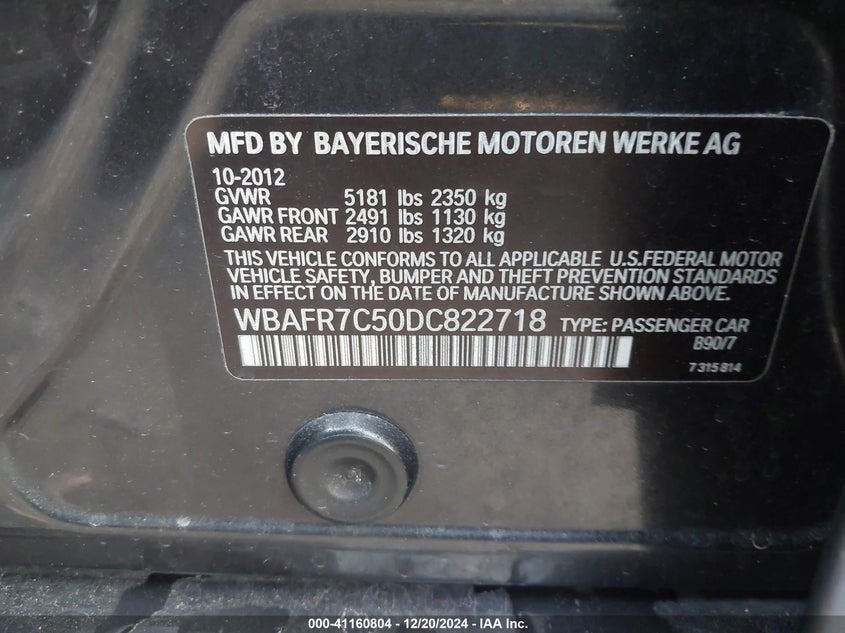 MFD BY BAYERISCHE MOTOREN WERKE AG
10-2012
GVWR 5181 lbs 2350 kg
GAWR FRONT 2491 lbs 1130 kg
GAWR REAR 2910 lbs 1320 kg
THIS VEHICLE CONFORMS TO ALL APPLICABLE U.S.FEDERAL MOTOR
VEHICLE SAFETY, BUMPER AND THEFT PREVENTION STANDARDS
IN EFFECT ON THE DATE OF MANUFACTURE SHOWN ABOVE.
WBAFR7C50DC822718 TYPE: PASSENGER CAR
B90/7
7 315 814
000-41160804 - 12/20/2024 - IAA Inc.